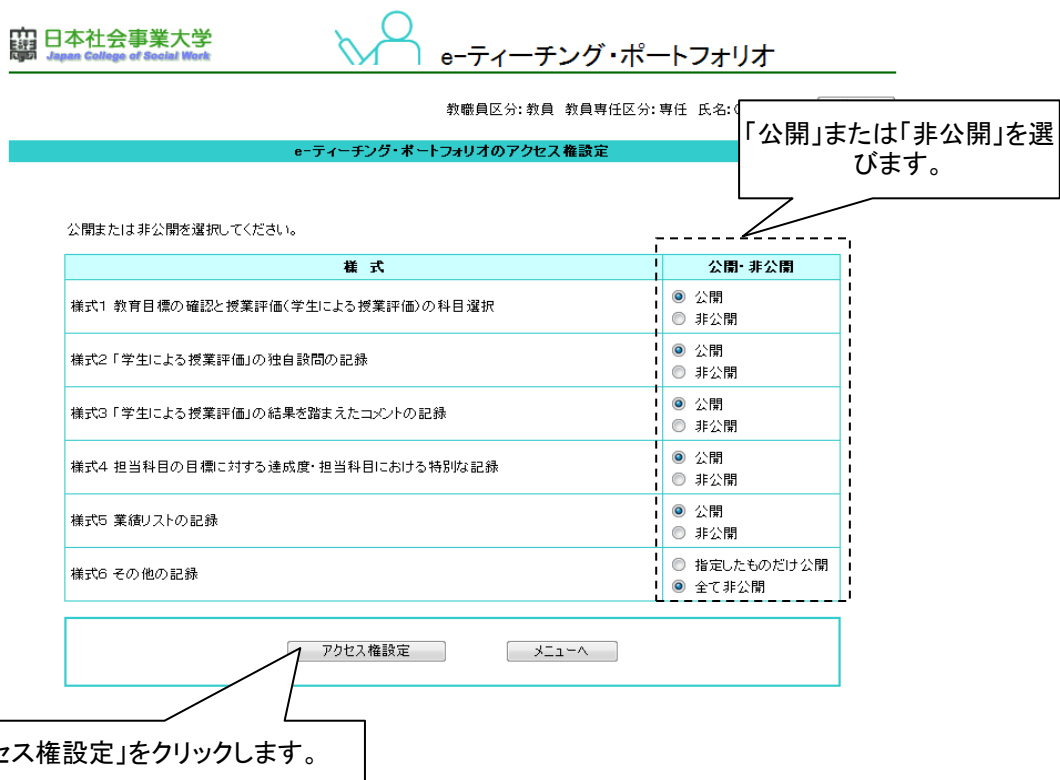 日本社会事業大学
Japan College of Social Work
e-ティーチング・ポートフォリオ
教職員区分:教員 教員専任区分:専任 氏名:
「公開」または「非公開」を選
びます。
e-ティーチング・ポートフォリオのアクセス権設定
公開または非公開を選択してください。
様 式
公開・非公開
様式1 教育目標の確認と授業評価(学生による授業評価)の科目選択
公開
非公開
様式2「学生による授業評価」の独自設問の記録
公開
非公開
様式3「学生による授業評価」の結果を踏まえたコメントの記録
公開
非公開
様式4 担当科目の目標に対する達成度・担当科目における特別な記録
公開
非公開
様式5 業績リストの記録
公開
非公開
様式6 その他の記録
指定したものだけ公開
全て非公開
アクセス権設定
メニューへ
セス権設定」をクリックします。